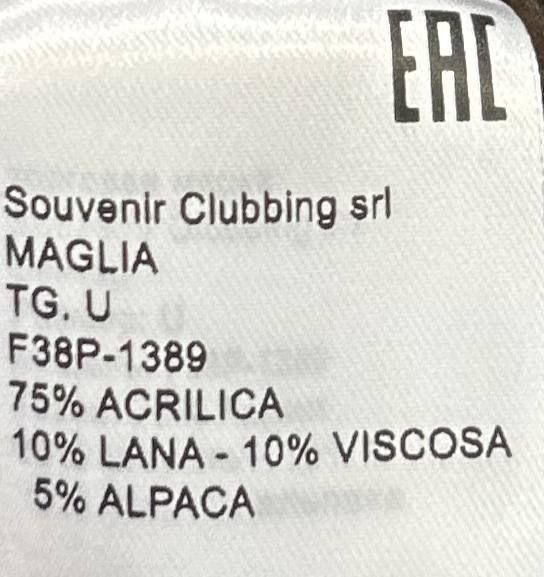 EAC
Souvenir Clubbing srl
MAGLIA
TG. U
F38P-1389
75% ACRILICA
10% LANA - 10% VISCOSA
5% ALPACA